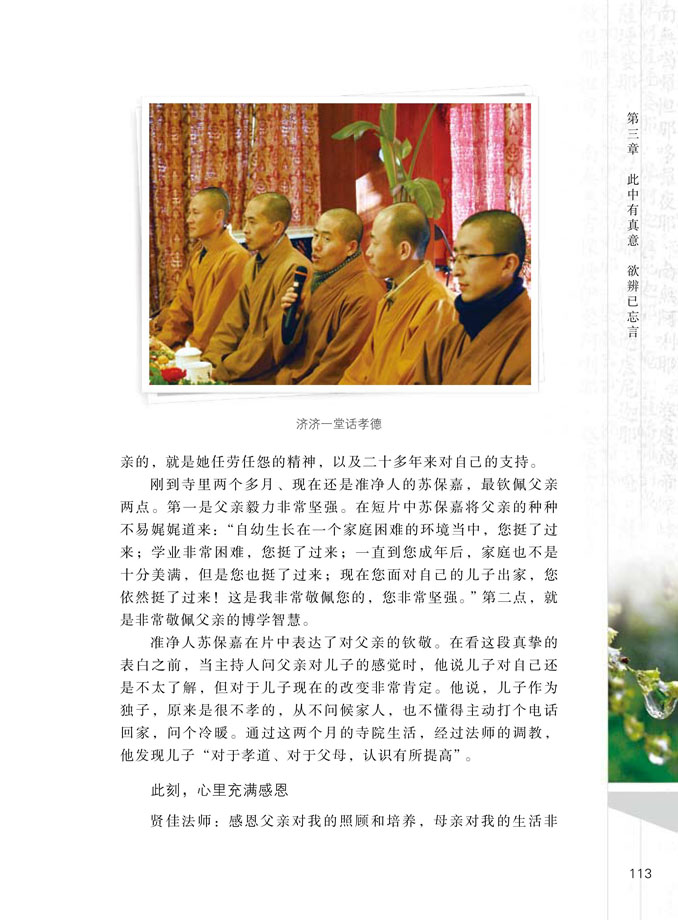 第三章 此中有真意 欲辨已忘言
济济一堂话孝德
亲的，就是她任劳任怨的精神，以及二十多年来对自己的支持。
刚到寺里两个多月、现在还是准净人的苏保嘉，最钦佩父亲
两点。第一是父亲毅力非常坚强。在短片中苏保嘉将父亲的种种
不易娓娓道来：“自幼生长在一个家庭困难的环境当中，您挺了过
来；学业非常困难，您挺了过来；一直到您成年后，家庭也不是
十分美满，但是您也挺了过来；现在您面对自己的儿子出家，您
依然挺了过来！这是我非常敬佩您的，您非常坚强。”第二点，就
是非常敬佩父亲的博学智慧。
准净人苏保嘉在片中表达了对父亲的钦敬。在看这段真挚的
表白之前，当主持人问父亲对儿子的感觉时，他说儿子对自己还
是不太了解，但对于儿子现在的改变非常肯定。他说，儿子作为
独子，原来是很不孝的，从不问候家人，也不懂得主动打个电话
回家，问个冷暖。通过这两个月的寺院生活，经过法师的调教，
他发现儿子“对于孝道、对于父母，认识有所提高”。
此刻，心里充满感恩
贤佳法师：感恩父亲对我的照顾和培养，母亲对我的生活非
113